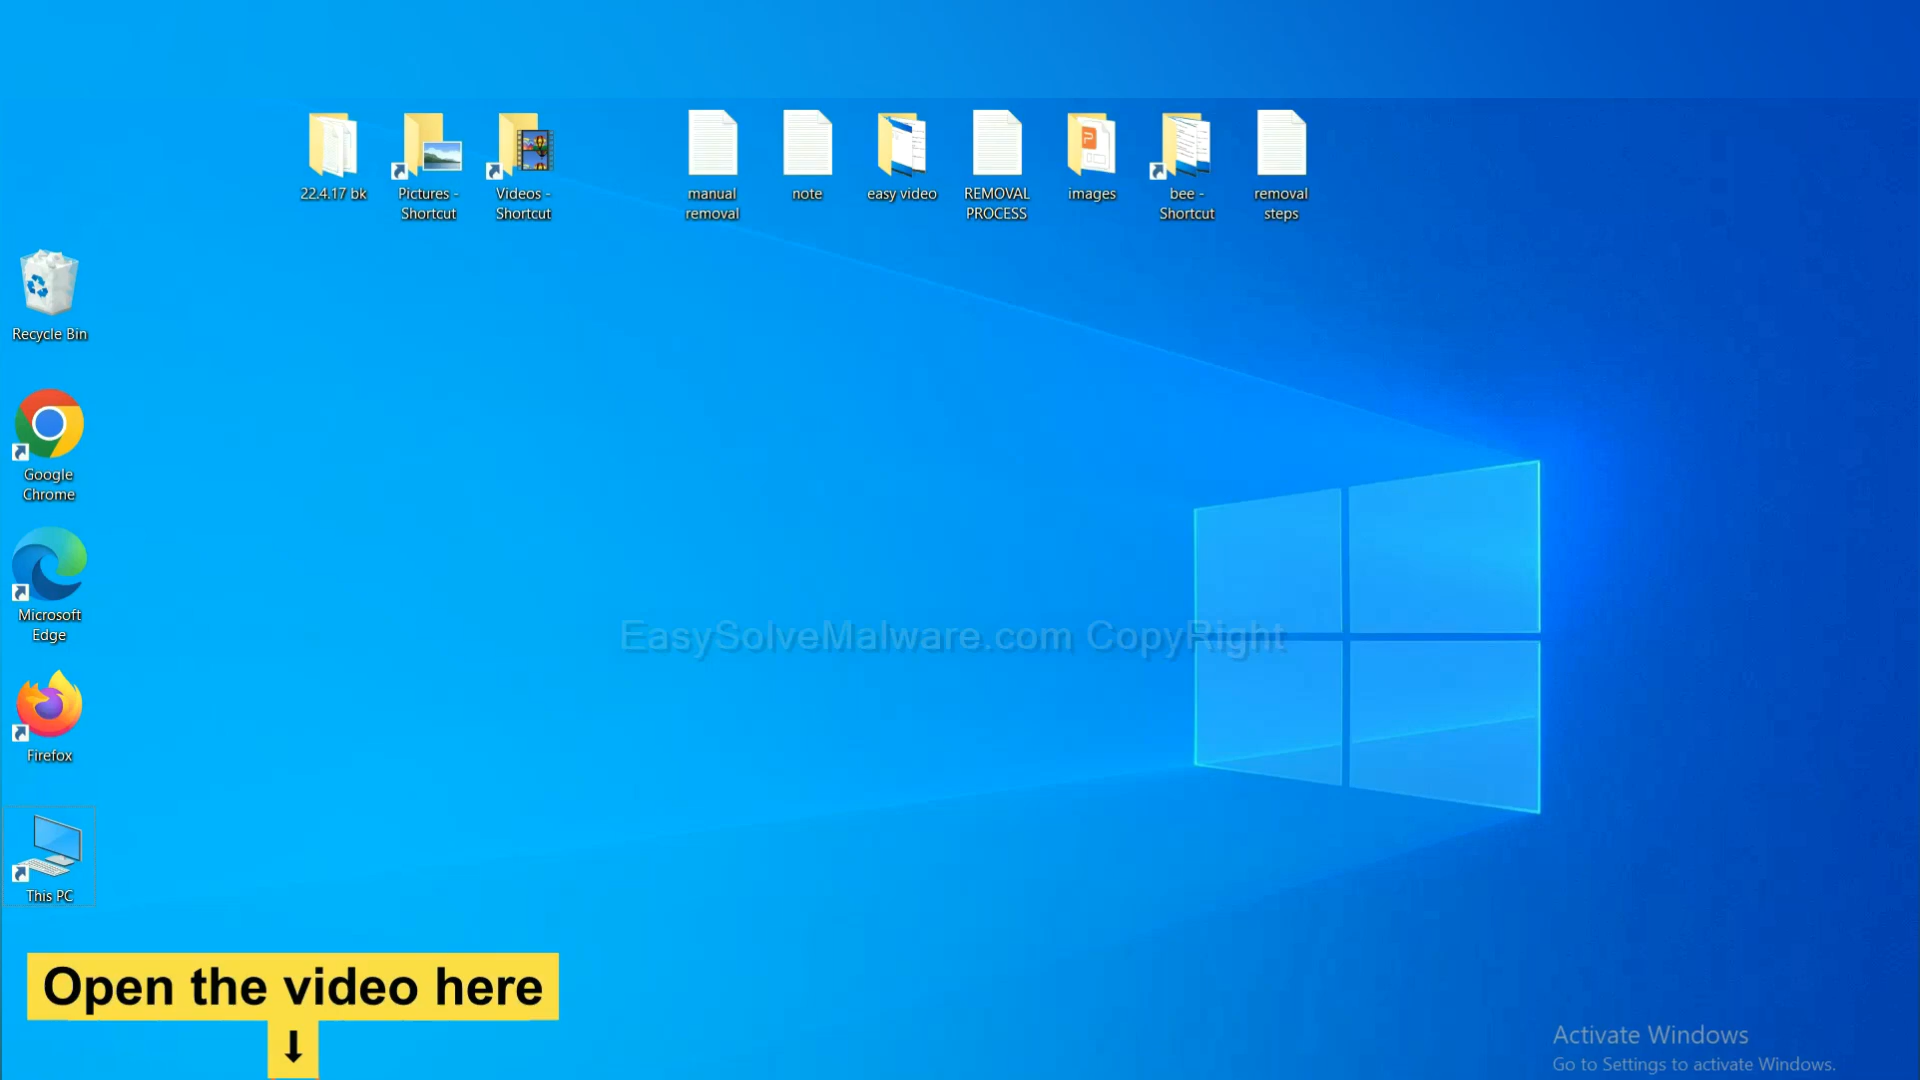 22.4.17 bk
Pictures -
Shortcut
Videos -
Shortcut
manual
removal
note
easy video
REMOVAL
PROCESS
images
bee -
Shortcut
removal
steps
Recycle Bin
Google
Chrome
Microsoft
Edge
Firefox
This PC
EasySolveMalware.com CopyRight
Open the video here
Activate Windows
Go to Settings to activate Windows.